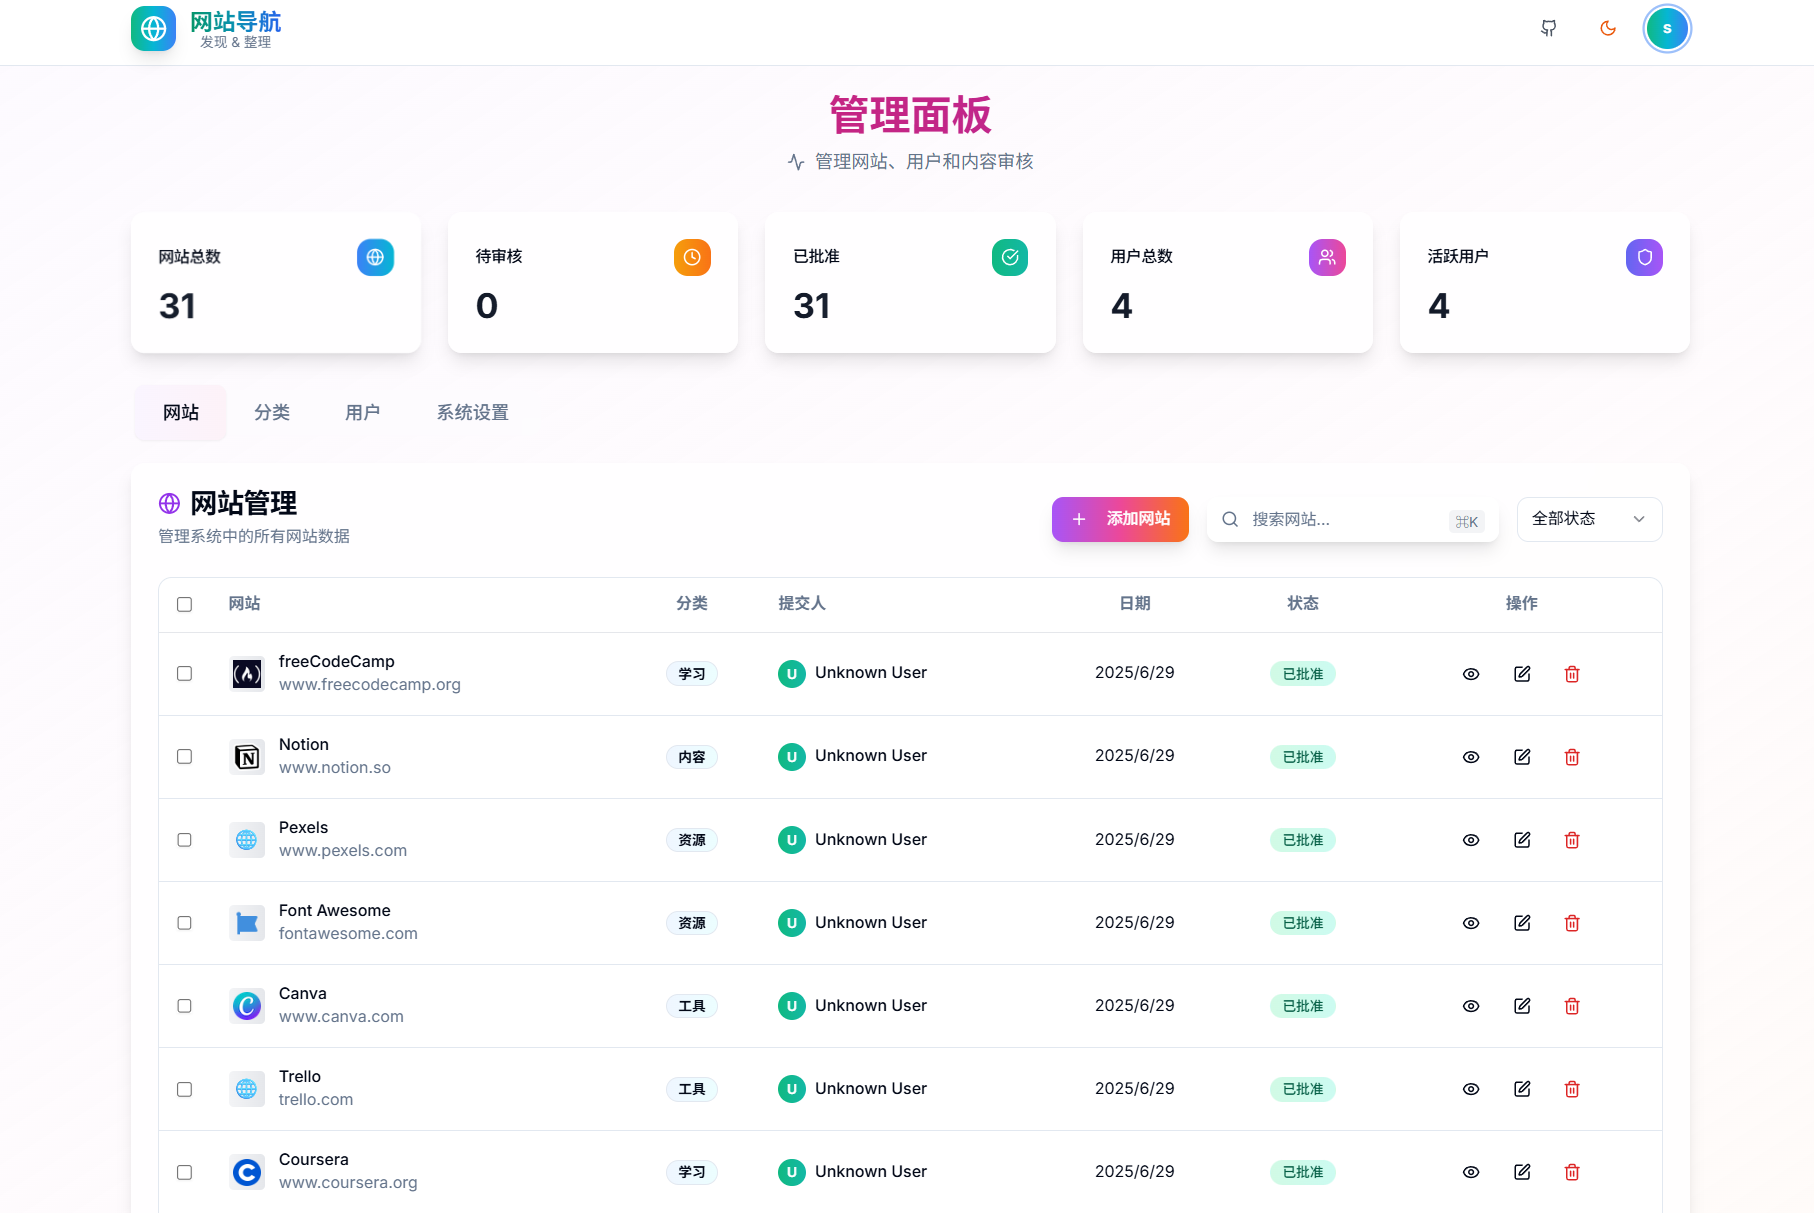 网站导航
发现 & 整理
S
管理面板
管理网站、用户和内容审核
网站总数
31
待审核
0
已批准
31
用户总数
4
活跃用户
4
网站 分类 用户 系统设置
网站管理
管理系统中的所有网站数据
添加网站
搜索网站... ⌘K
全部状态
网站 分类 提交人 日期 状态 操作
freeCodeCamp
www.freecodecamp.org
学习 U Unknown User 2025/6/29 已批准
Notion
www.notion.so
内容 U Unknown User 2025/6/29 已批准
Pexels
www.pexels.com
资源 U Unknown User 2025/6/29 已批准
Font Awesome
fontawesome.com
资源 U Unknown User 2025/6/29 已批准
Canva
www.canva.com
工具 U Unknown User 2025/6/29 已批准
Trello
trello.com
工具 U Unknown User 2025/6/29 已批准
Coursera
www.coursera.org
学习 U Unknown User 2025/6/29 已批准